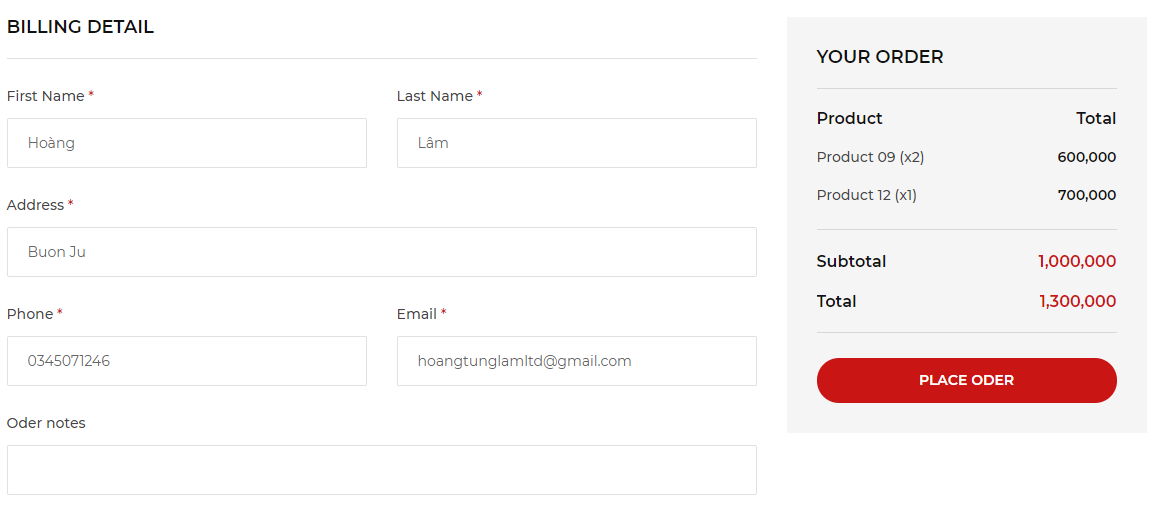 BILLING DETAIL
First Name * Last Name *
Hoàng Lâm
Address *
Buon Ju
Phone * Email *
0345071246 hoangtunglamltd@gmail.com
Oder notes
YOUR ORDER
Product Total
Product 09 (x2) 600,000
Product 12 (x1) 700,000
Subtotal 1,000,000
Total 1,300,000
PLACE ODER